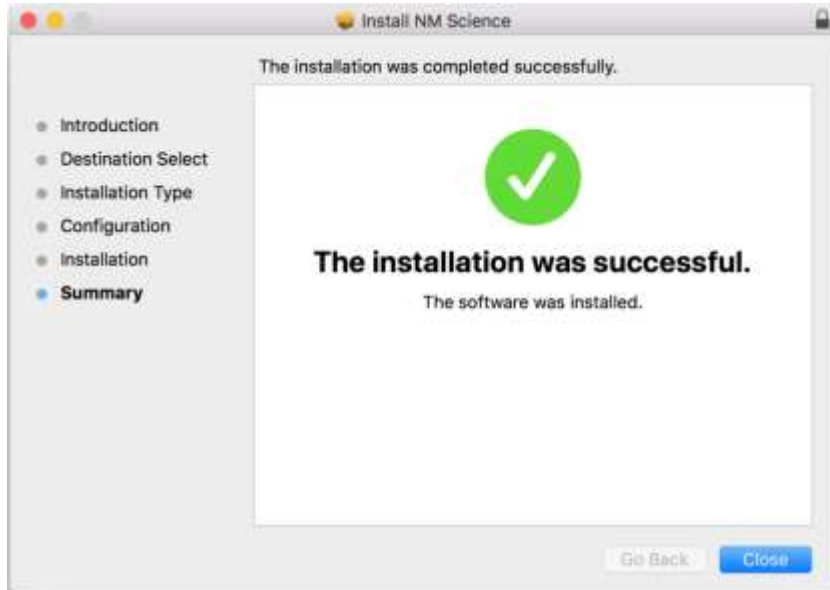 Install NM Science
The installation was completed successfully.
Introduction
Destination Select
Installation Type
Configuration
Installation
Summary
The installation was successful.
The software was installed.
Go Back
Close